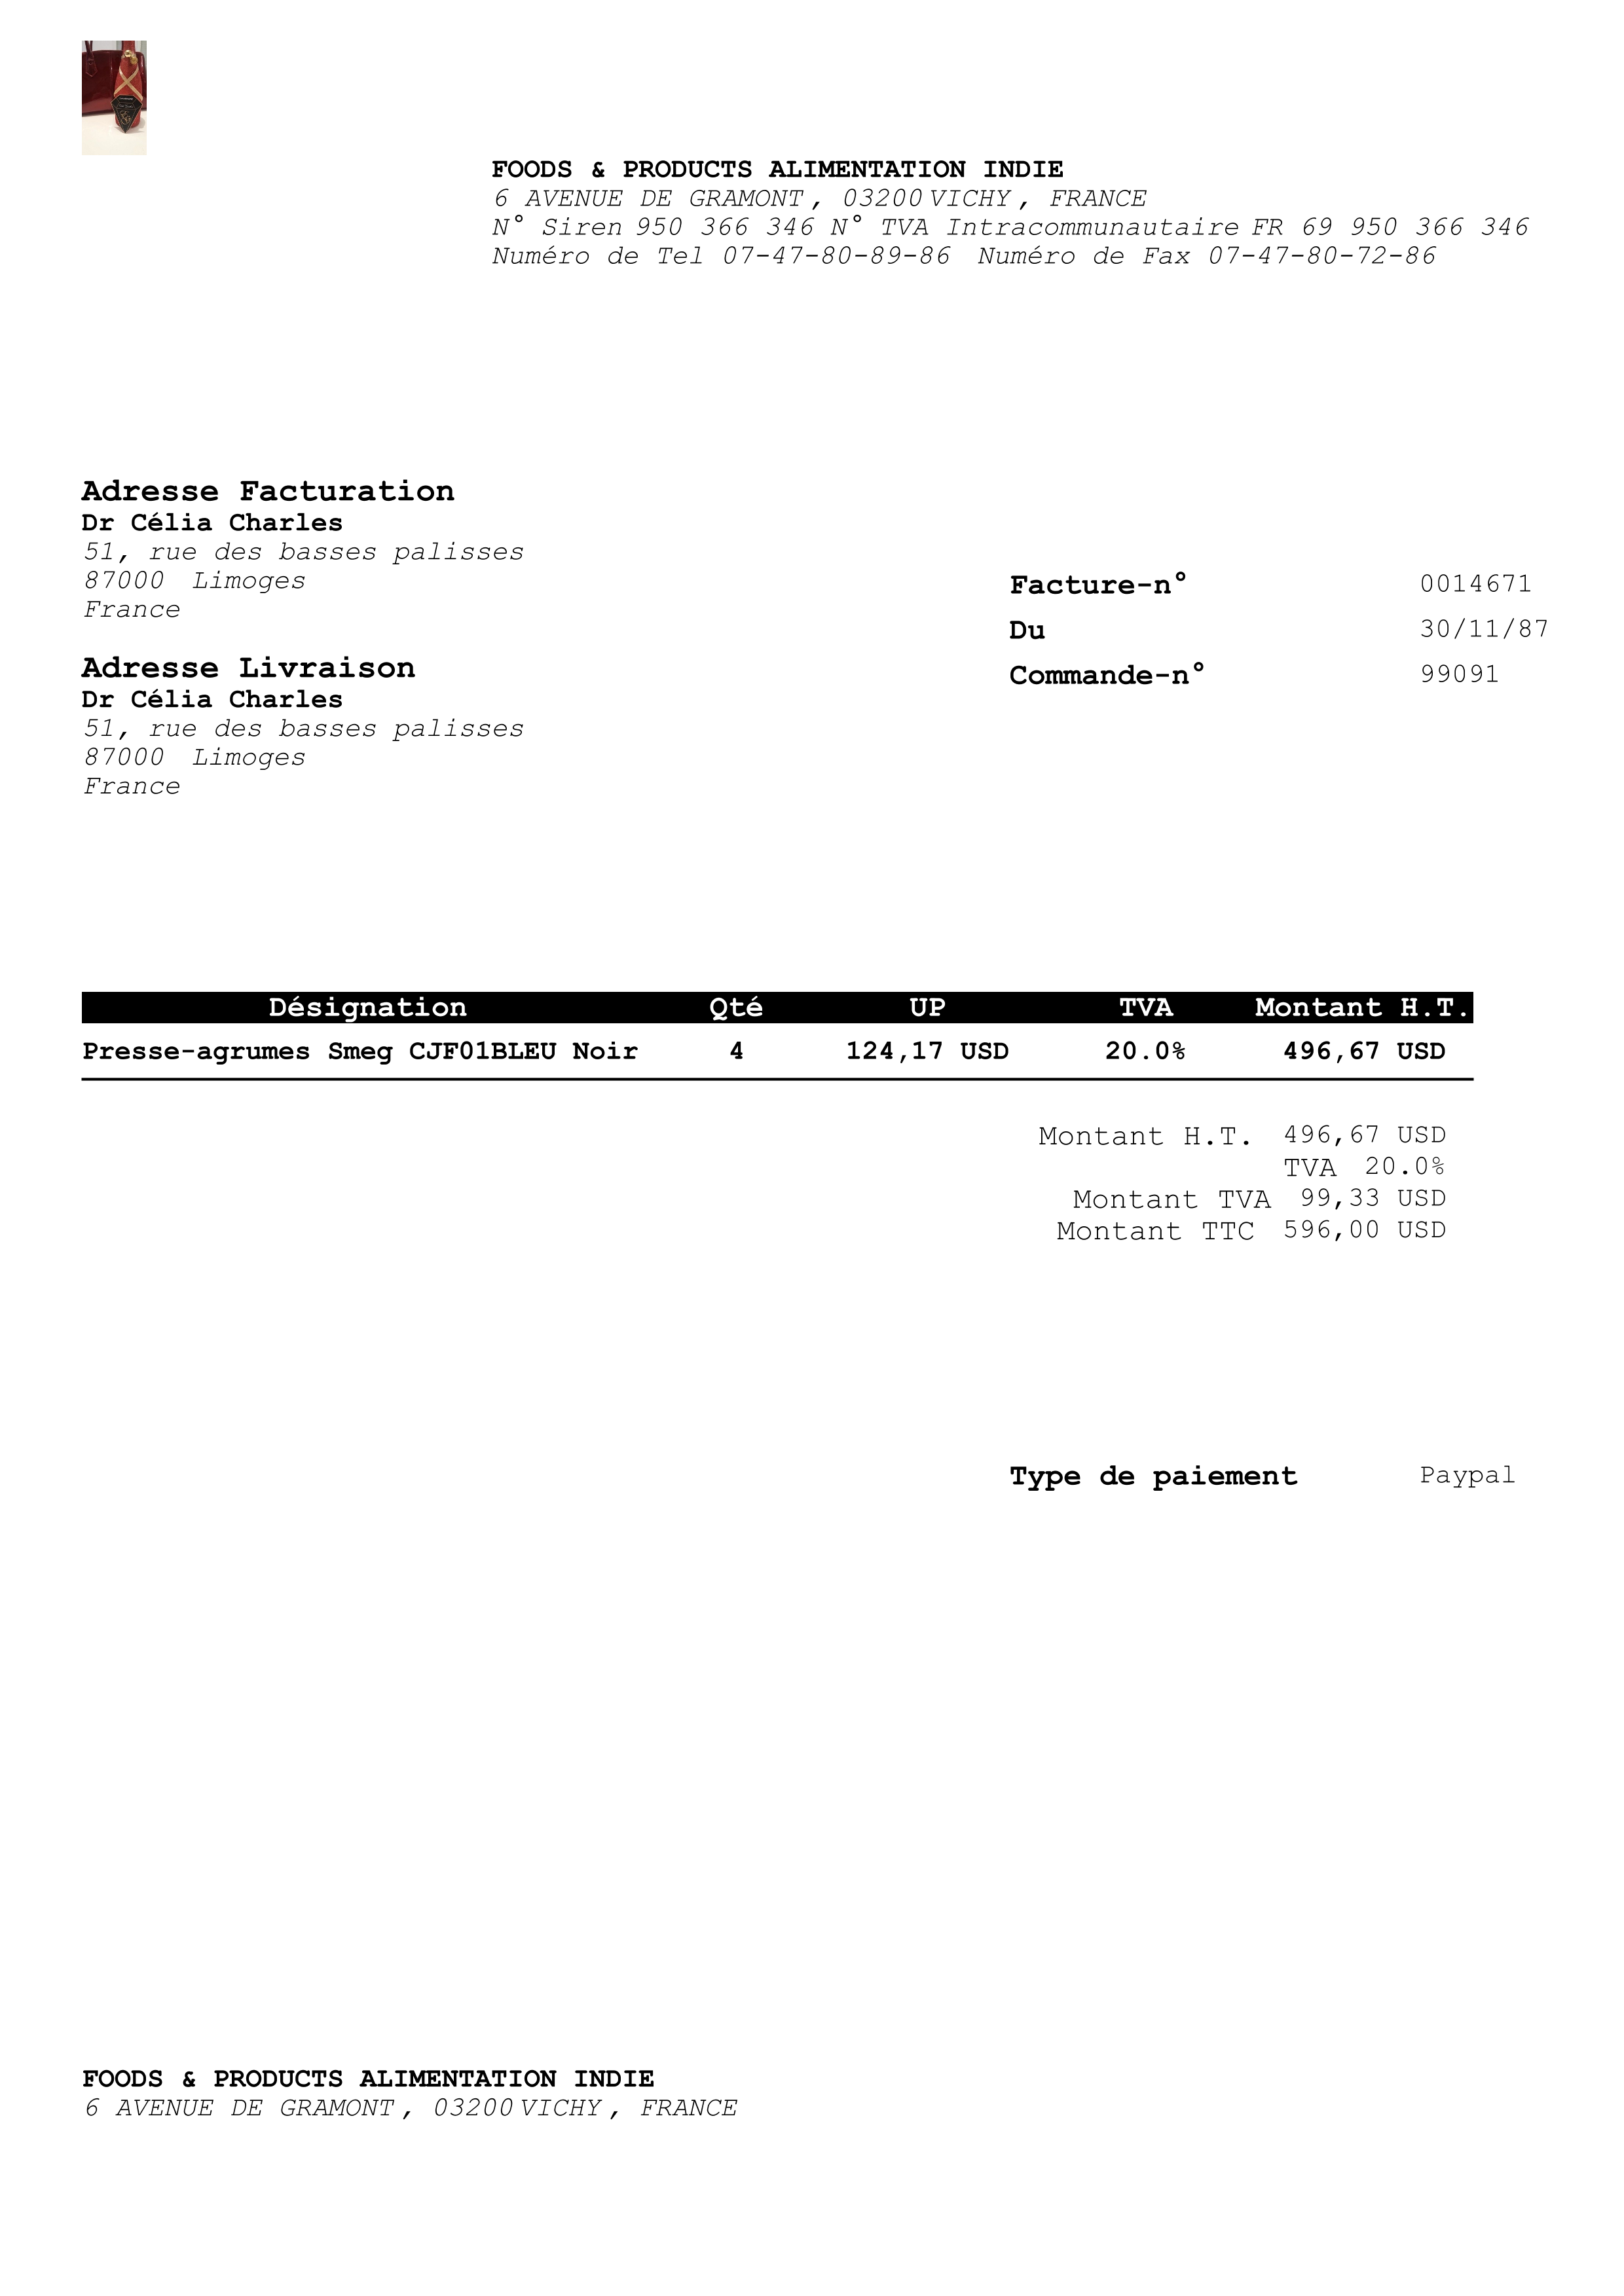 FOODS & PRODUCTS ALIMENTATION INDIE
6 AVENUE DE GRAMONT, 03200 VICHY, FRANCE
N° Siren 950 366 346 N° TVA Intracommunautaire FR 69 950 366 346
Numéro de Tel 07-47-80-89-86 Numéro de Fax 07-47-80-72-86
Adresse Facturation
Dr Célia Charles
51, rue des basses palisses
87000 Limoges
France
Facture-n° 0014671
Du 30/11/87
Commande-n° 99091
Adresse Livraison
Dr Célia Charles
51, rue des basses palisses
87000 Limoges
France
Désignation Qté UP TVA Montant H.T.
Presse-agrumes Smeg CJF01BLEU Noir 4 124,17 USD 20.0% 496,67 USD
Montant H.T. 496,67 USD
TVA 20.0%
Montant TVA 99,33 USD
Montant TTC 596,00 USD
Type de paiement Paypal
FOODS & PRODUCTS ALIMENTATION INDIE
6 AVENUE DE GRAMONT, 03200 VICHY, FRANCE